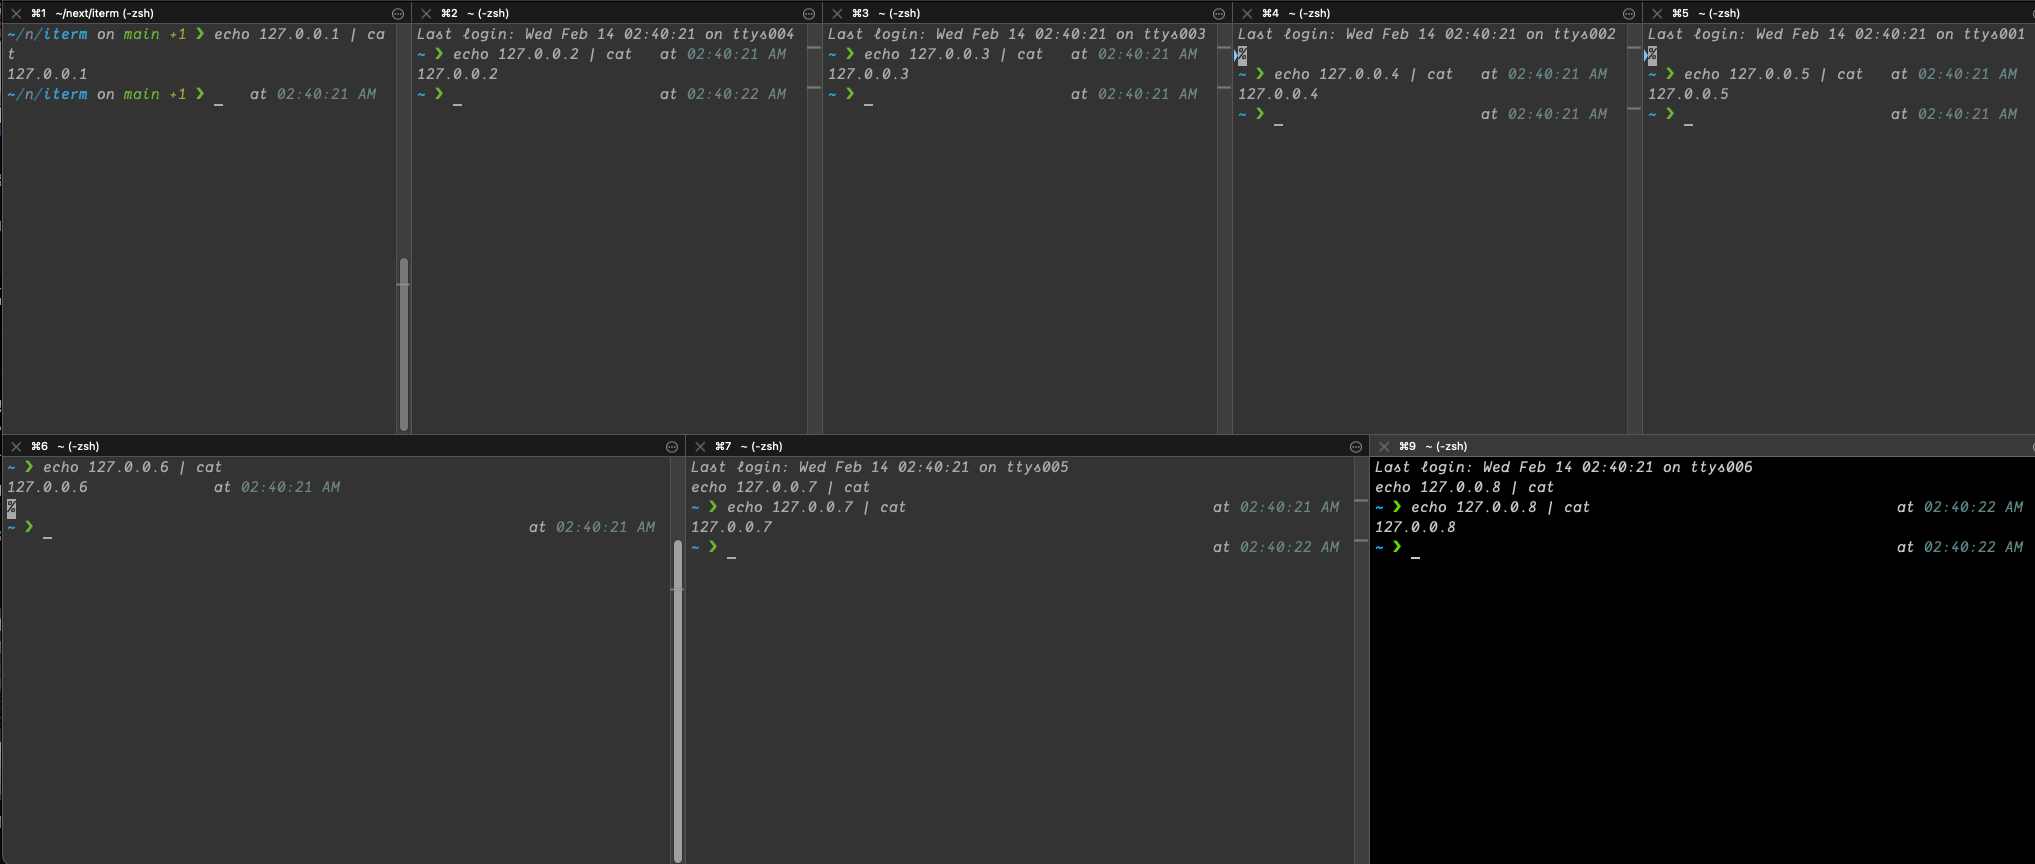 ⌘1 ~/next/iterm (-zsh)
~/n/iterm on main +1 ❯ echo 127.0.0.1 | ca
t
127.0.0.1
~/n/iterm on main +1 ❯ _ at 02:40:21 AM
⌘2 ~ (-zsh)
Last login: Wed Feb 14 02:40:21 on ttys004
~ ❯ echo 127.0.0.2 | cat at 02:40:21 AM
127.0.0.2
~ ❯ _ at 02:40:22 AM
⌘3 ~ (-zsh)
Last login: Wed Feb 14 02:40:21 on ttys003
~ ❯ echo 127.0.0.3 | cat at 02:40:21 AM
127.0.0.3
~ ❯ _ at 02:40:21 AM
⌘4 ~ (-zsh)
Last login: Wed Feb 14 02:40:21 on ttys002
%
~ ❯ echo 127.0.0.4 | cat at 02:40:21 AM
127.0.0.4
~ ❯ _ at 02:40:21 AM
⌘5 ~ (-zsh)
Last login: Wed Feb 14 02:40:21 on ttys001
%
~ ❯ echo 127.0.0.5 | cat at 02:40:21 AM
127.0.0.5
~ ❯ _ at 02:40:21 AM
⌘6 ~ (-zsh)
~ ❯ echo 127.0.0.6 | cat
127.0.0.6 at 02:40:21 AM
%
~ ❯ _ at 02:40:21 AM
⌘7 ~ (-zsh)
Last login: Wed Feb 14 02:40:21 on ttys005
echo 127.0.0.7 | cat
~ ❯ echo 127.0.0.7 | cat at 02:40:21 AM
127.0.0.7
~ ❯ _ at 02:40:22 AM
⌘9 ~ (-zsh)
Last login: Wed Feb 14 02:40:21 on ttys006
echo 127.0.0.8 | cat
~ ❯ echo 127.0.0.8 | cat at 02:40:22 AM
127.0.0.8
~ ❯ _ at 02:40:22 AM